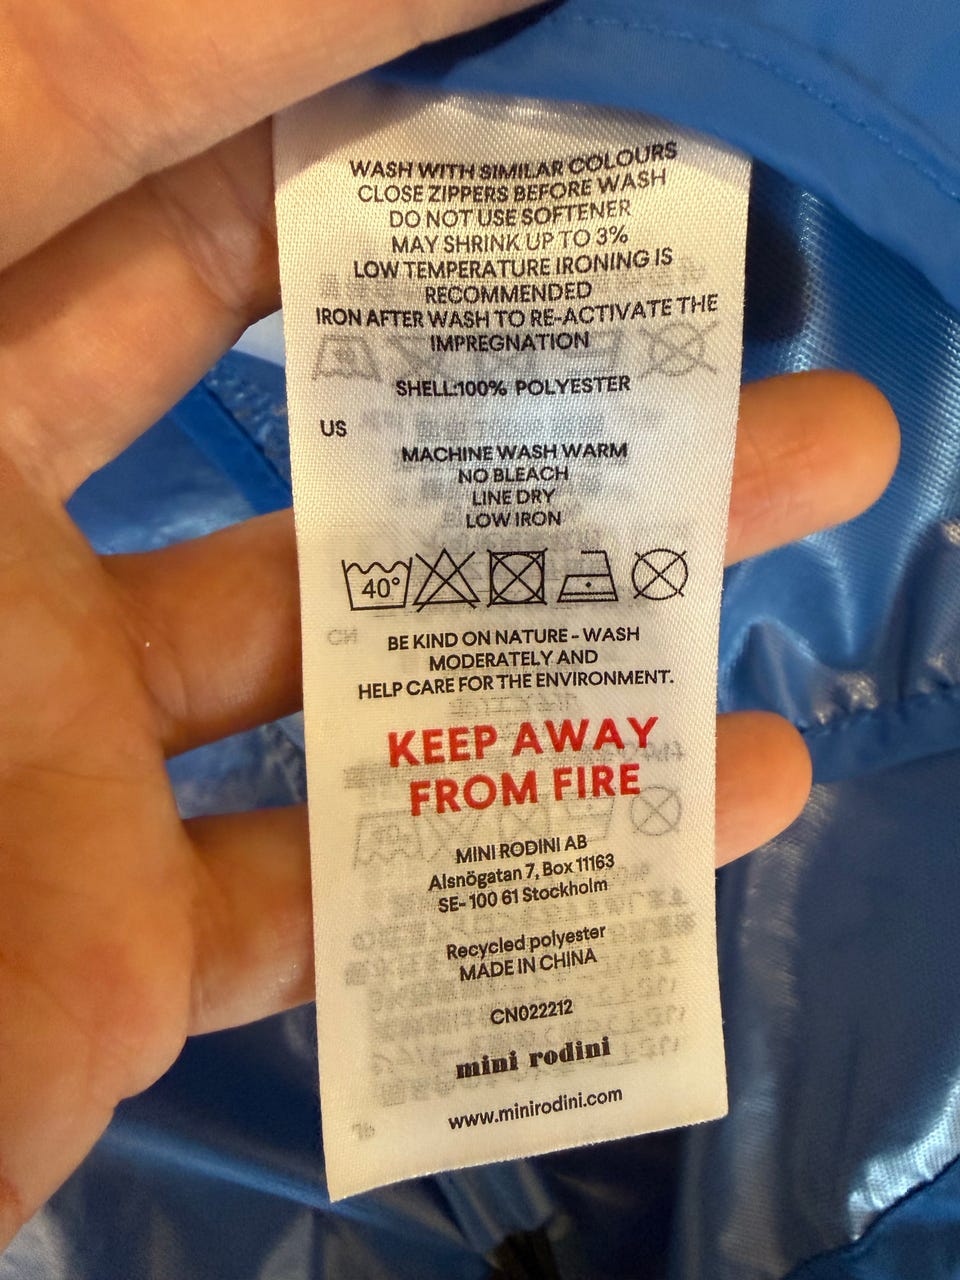 WASH WITH SIMILAR COLOURS
CLOSE ZIPPERS BEFORE WASH
DO NOT USE SOFTENER
MAY SHRINK UP TO 3%
LOW TEMPERATURE IRONING IS
RECOMMENDED
IRON AFTER WASH TO RE-ACTIVATE THE
IMPREGNATION
SHELL:100% POLYESTER
US
MACHINE WASH WARM
NO BLEACH
LINE DRY
LOW IRON
40°
BE KIND ON NATURE - WASH
MODERATELY AND
HELP CARE FOR THE ENVIRONMENT.
KEEP AWAY
FROM FIRE
MINI RODINI AB
Alsnögatan 7, Box 11163
SE- 100 61 Stockholm
Recycled polyester
MADE IN CHINA
CN022212
mini rodini
www.minirodini.com